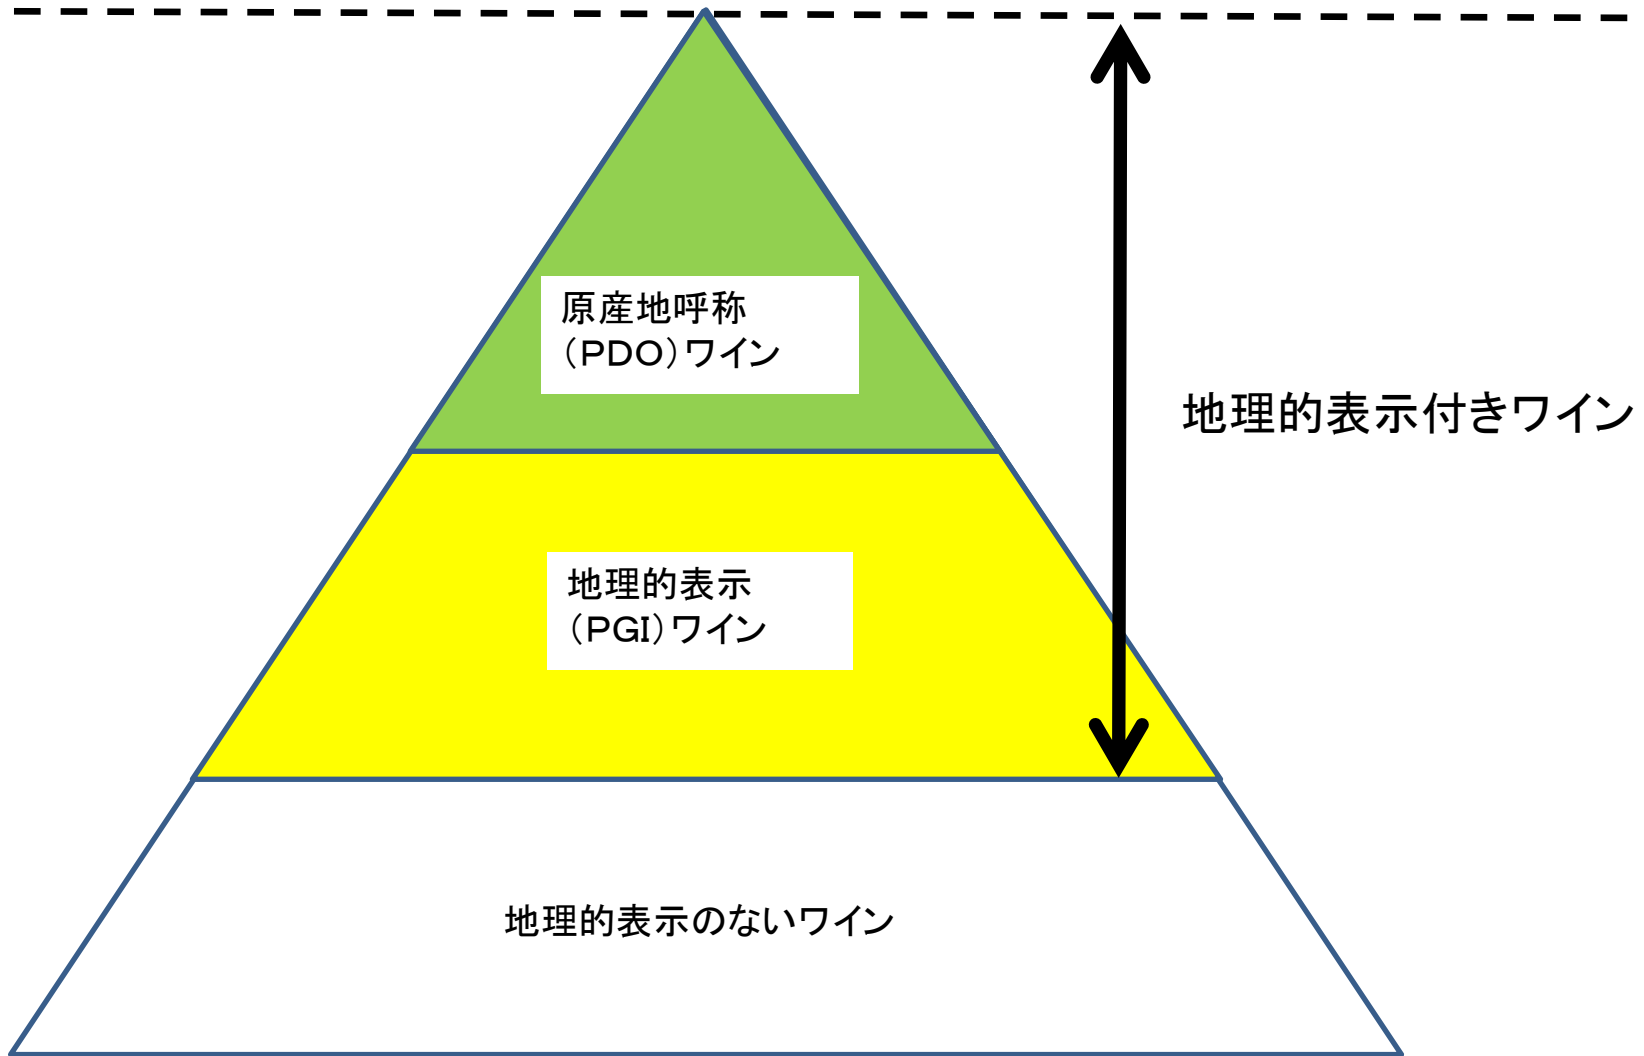 原産地呼称
（ＰＤＯ）ワイン
地理的表示付きワイン
地理的表示
（ＰＧＩ）ワイン
地理的表示のないワイン